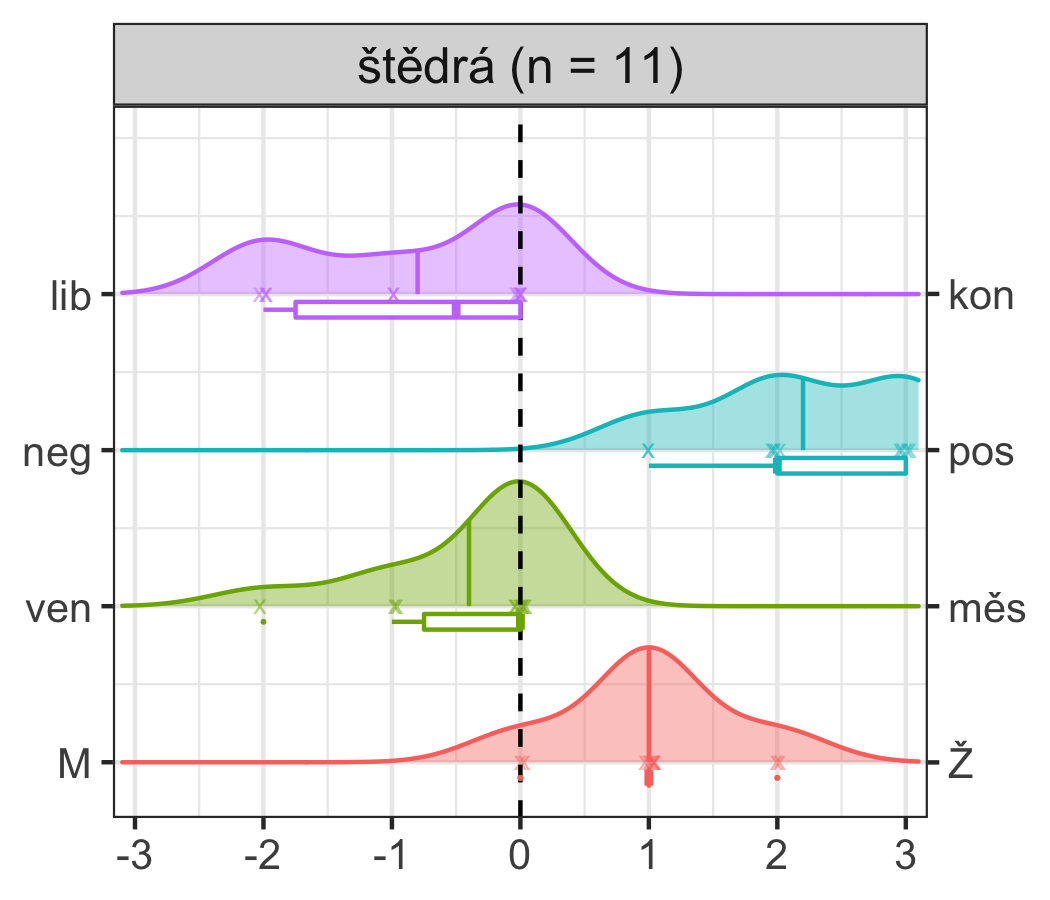 štědrá (n = 11)
lib kon
neg pos
ven měs
M Ž
-3 -2 -1 0 1 2 3